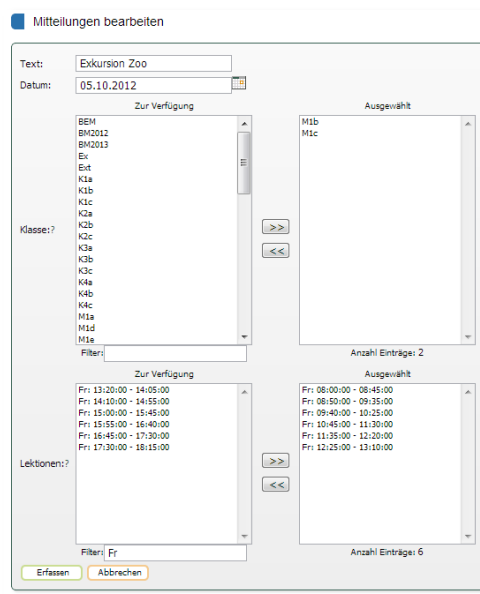 Mitteilungen bearbeiten
Text: Exkursion Zoo
Datum: 05.10.2012
Zur Verfügung Ausgewählt
Klasse:?
BEM
BM2012
BM2013
Ex
Ext
K1a
K1b
K1c
K2a
K2b
K2c
K3a
K3b
K3c
K4a
K4b
K4c
M1a
M1d
M1e
>>
<<
M1b
M1c
Filter: Anzahl Einträge: 2
Zur Verfügung Ausgewählt
Lektionen:?
Fr: 13:20:00 - 14:05:00
Fr: 14:10:00 - 14:55:00
Fr: 15:00:00 - 15:45:00
Fr: 15:55:00 - 16:40:00
Fr: 16:45:00 - 17:30:00
Fr: 17:30:00 - 18:15:00
>>
<<
Fr: 08:00:00 - 08:45:00
Fr: 08:50:00 - 09:35:00
Fr: 09:40:00 - 10:25:00
Fr: 10:45:00 - 11:30:00
Fr: 11:35:00 - 12:20:00
Fr: 12:25:00 - 13:10:00
Filter: Fr Anzahl Einträge: 6
Erfassen Abbrechen